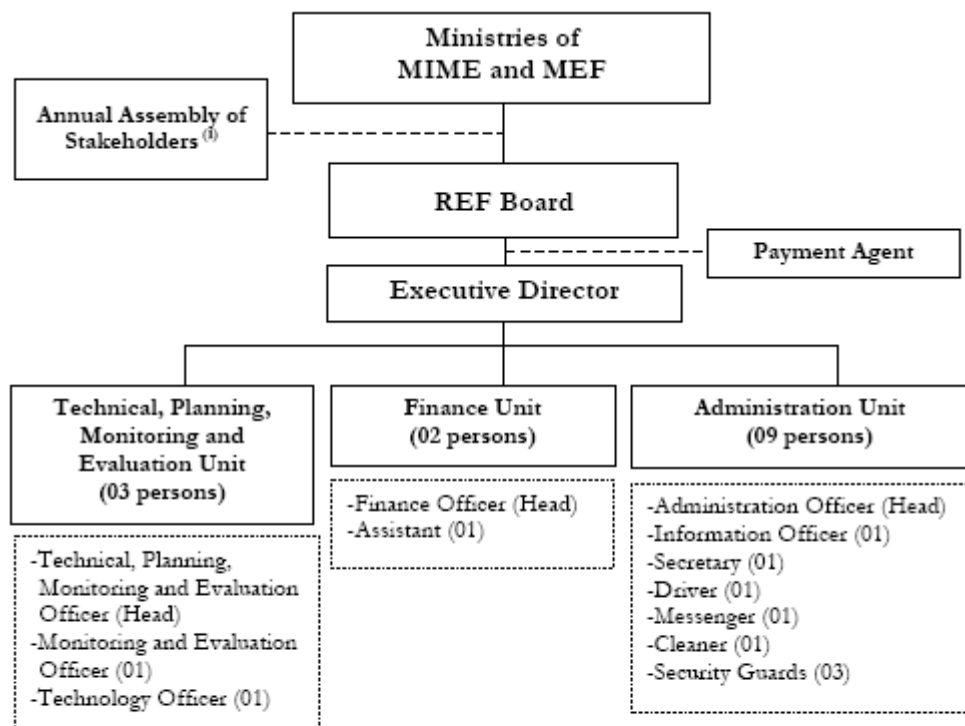 Ministries of
MIME and MEF
Annual Assembly of
Stakeholders (1)
REF Board
Payment Agent
Executive Director
Technical, Planning,
Monitoring and
Evaluation Unit
(03 persons)
Finance Unit
(02 persons)
Administration Unit
(09 persons)
-Technical, Planning,
Monitoring and Evaluation
Officer (Head)
-Monitoring and Evaluation
Officer (01)
-Technology Officer (01)
-Finance Officer (Head)
-Assistant (01)
-Administration Officer (Head)
-Information Officer (01)
-Secretary (01)
-Driver (01)
-Messenger (01)
-Cleaner (01)
-Security Guards (03)